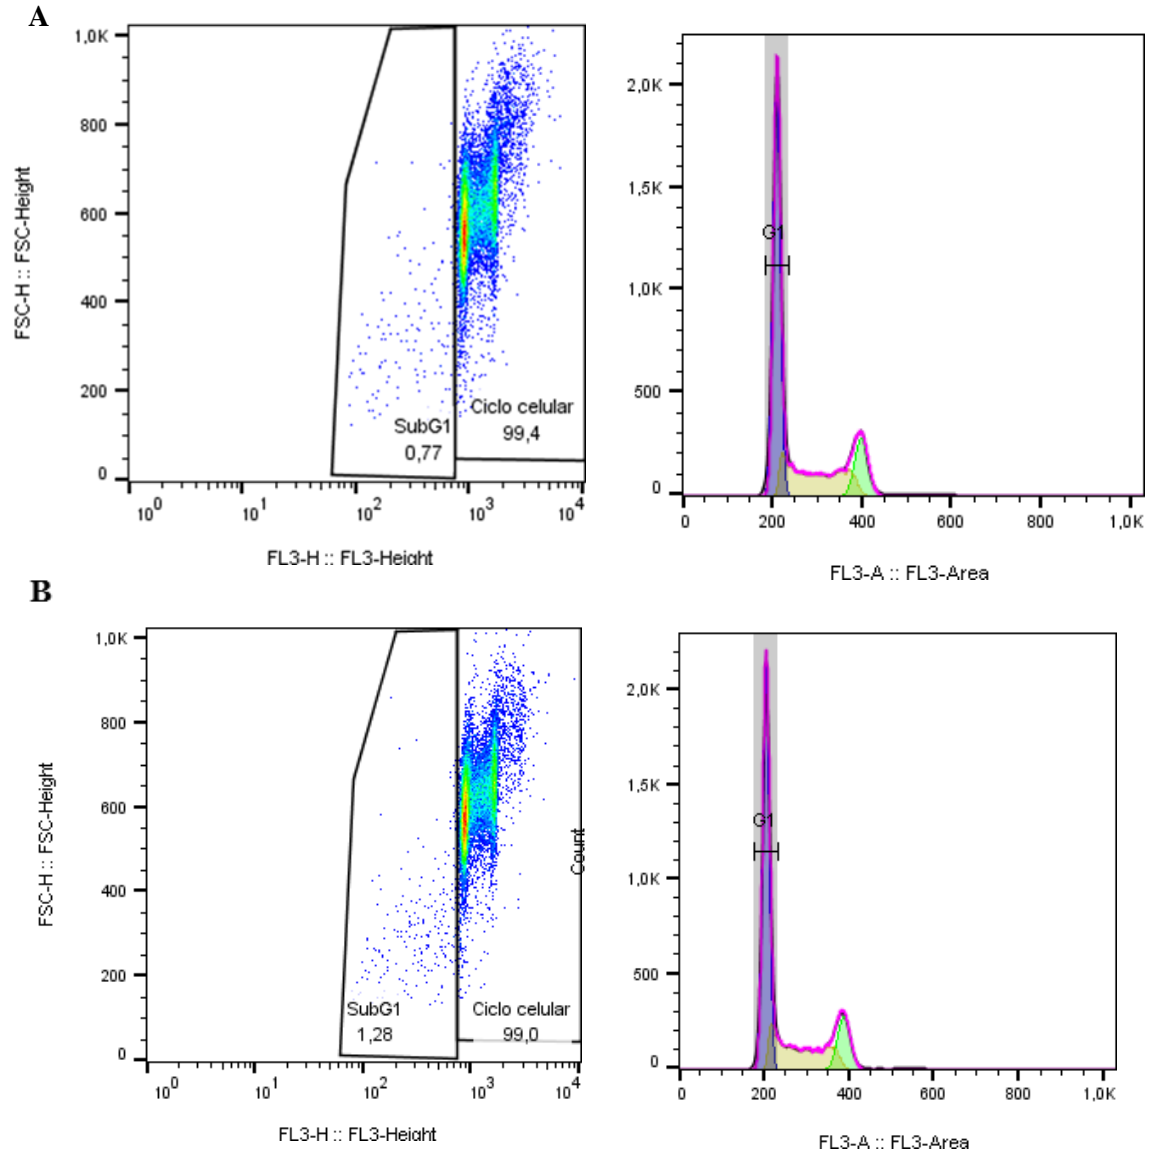 A
1,0K
800
600
400
200
0
FSC-H :: FSC-Height
SubG1
0,77
Ciclo celular
99,4
10^0 10^1 10^2 10^3 10^4
FL3-H :: FL3-Height
2,0K
1,5K
1,0K
500
0
G1
0 200 400 600 800 1,0K
FL3-A :: FL3-Area
B
1,0K
800
600
400
200
0
FSC-H :: FSC-Height
SubG1
1,28
Ciclo celular
99,0
10^0 10^1 10^2 10^3 10^4
FL3-H :: FL3-Height
Count
2,0K
1,5K
1,0K
500
0
G1
0 200 400 600 800 1,0K
FL3-A :: FL3-Area